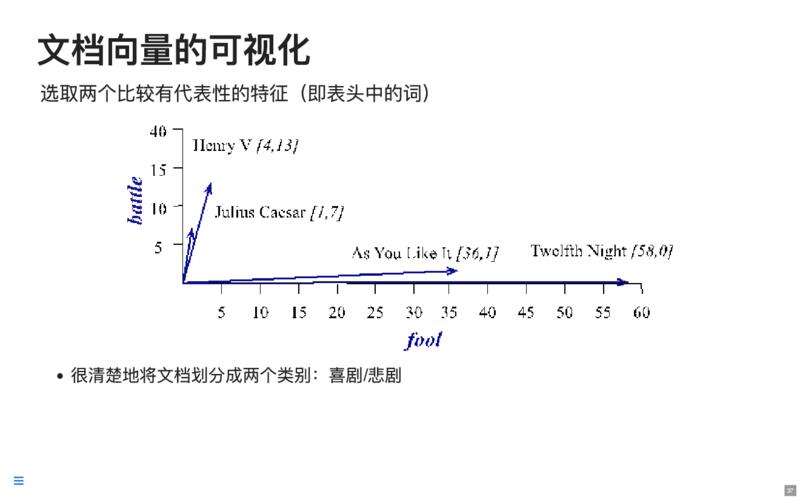 文档向量的可视化
选取两个比较有代表性的特征（即表头中的词）
40
Henry V [4,13]
15
battle
10
Julius Caesar [1,7]
5
As You Like It [36,1]
Twelfth Night [58,0]
5 10 15 20 25 30 35 40 45 50 55 60
fool
• 很清楚地将文档划分成两个类别：喜剧/悲剧
37